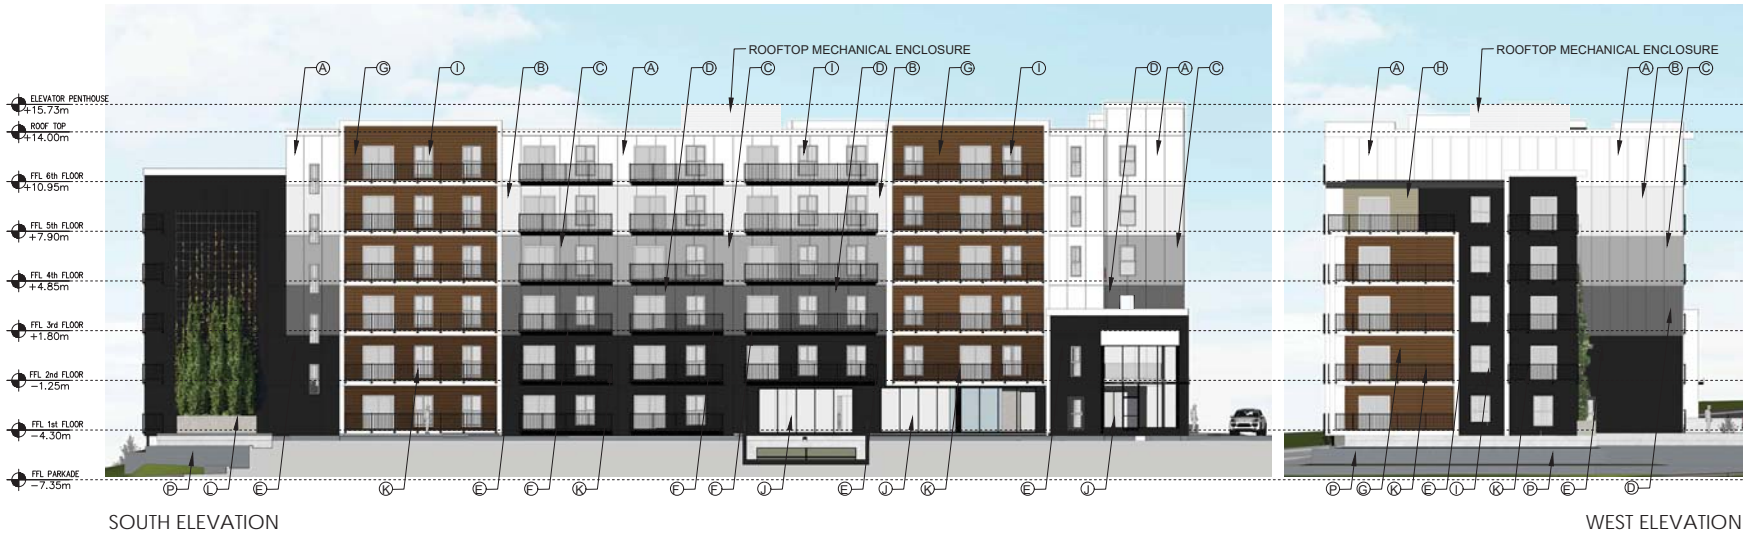 ROOFTOP MECHANICAL ENCLOSURE
ROOFTOP MECHANICAL ENCLOSURE
A G I B C A D C I D B G I D A C
A H A B C
ELEVATOR PENTHOUSE
+15.73m
ROOF TOP
+14.00m
FFL 6th FLOOR
+10.95m
FFL 5th FLOOR
+7.90m
FFL 4th FLOOR
+4.85m
FFL 3rd FLOOR
+1.80m
FFL 2nd FLOOR
−1.25m
FFL 1st FLOOR
−4.30m
FFL PARKADE
−7.35m
P L E K E F K F F J E J K E J
P G K E I K P E D
SOUTH ELEVATION
WEST ELEVATION